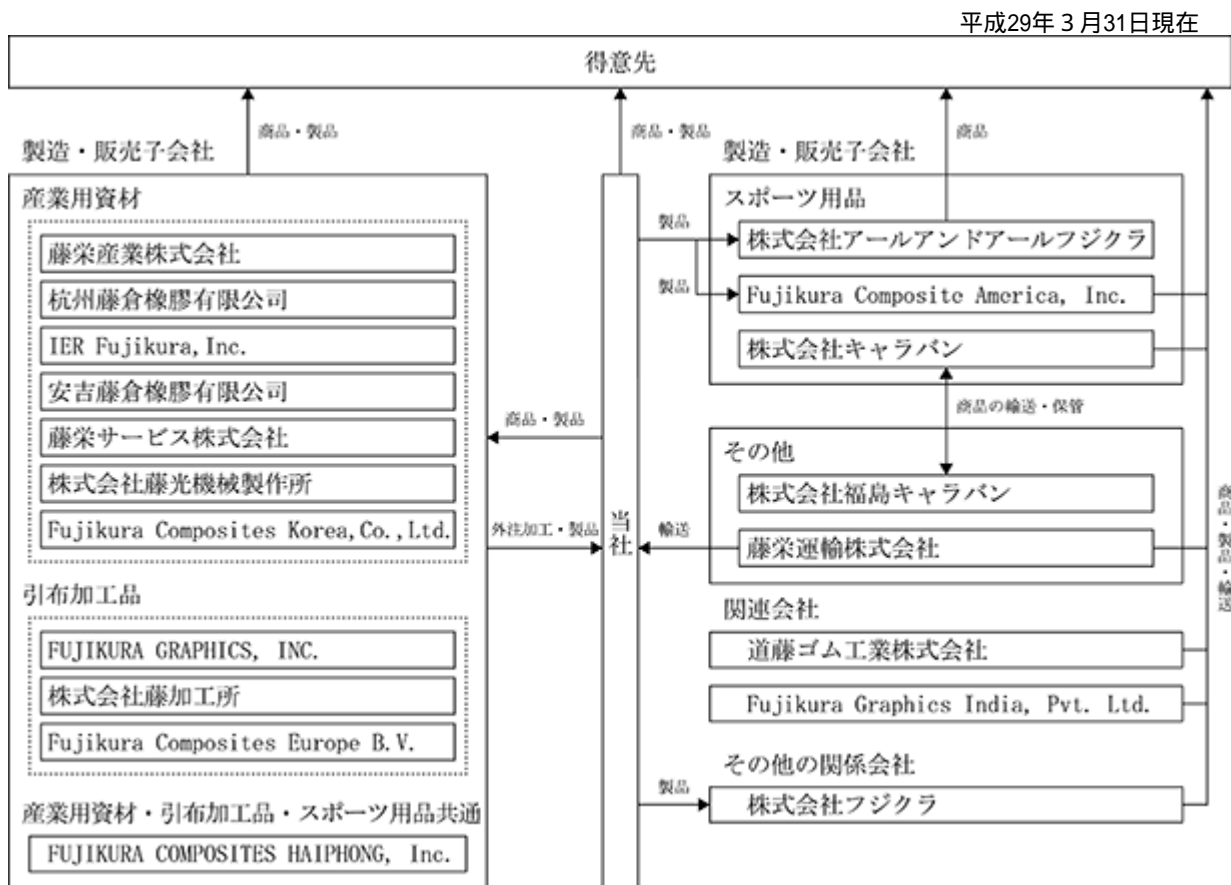 平成29年３月31日現在
得意先
商品・製品
製造・販売子会社
産業用資材
藤栄産業株式会社
杭州藤倉橡膠有限公司
IER Fujikura,Inc.
安吉藤倉橡膠有限公司
藤栄サービス株式会社
株式会社藤光機械製作所
Fujikura Composites Korea,Co.,Ltd.
引布加工品
FUJIKURA GRAPHICS, INC.
株式会社藤加工所
Fujikura Composites Europe B.V.
産業用資材・引布加工品・スポーツ用品共通
FUJIKURA COMPOSITES HAIPHONG, Inc.
商品・製品
外注加工・製品
商品・製品
当社
商品
製造・販売子会社
スポーツ用品
製品
株式会社アールアンドアールフジクラ
製品
Fujikura Composite America, Inc.
株式会社キャラバン
商品の輸送・保管
その他
株式会社福島キャラバン
輸送
藤栄運輸株式会社
関連会社
道藤ゴム工業株式会社
Fujikura Graphics India, Pvt. Ltd.
その他の関係会社
製品
株式会社フジクラ
商品・製品・輸送